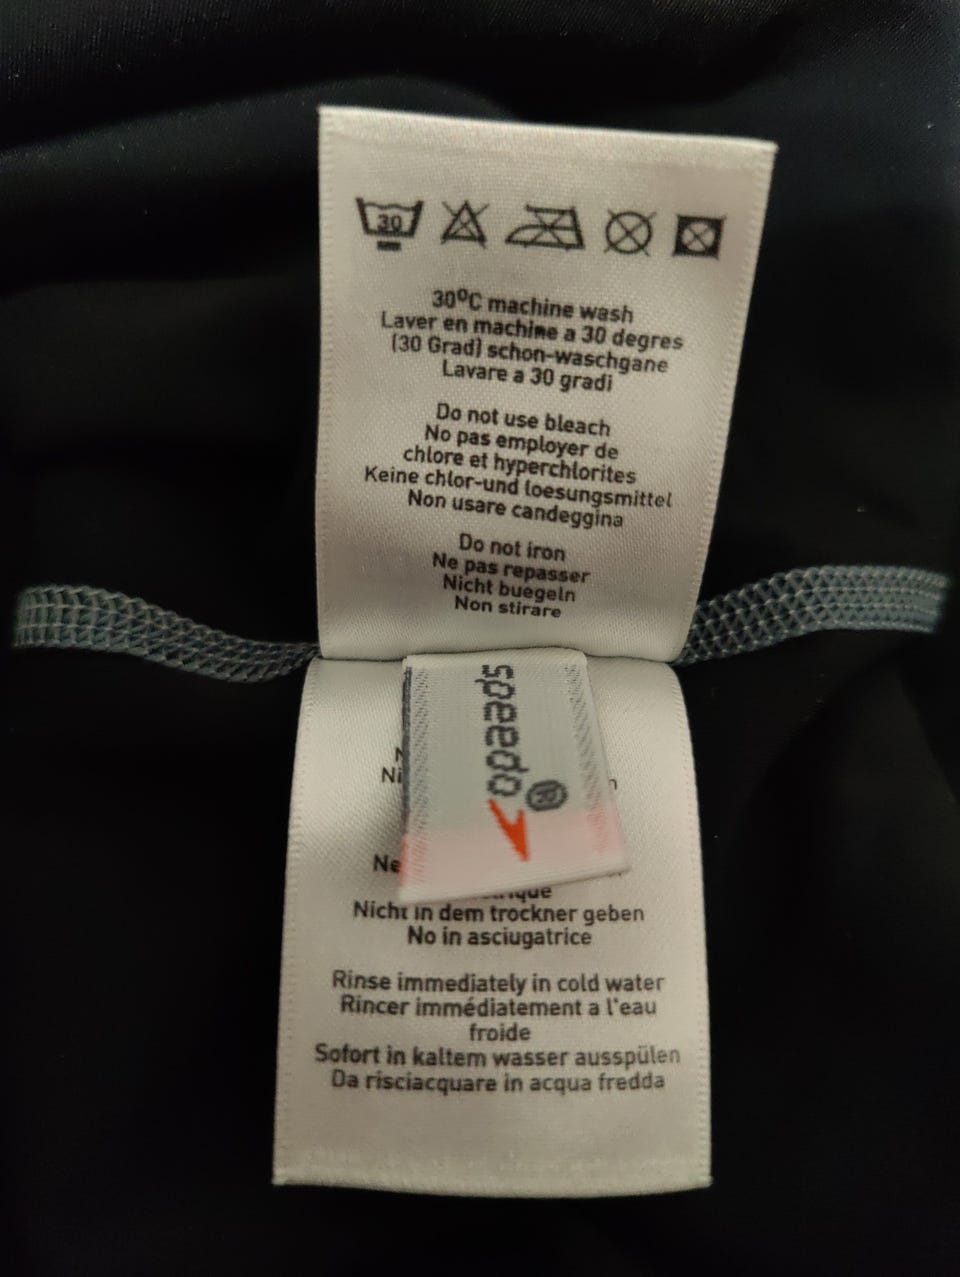 30
30ºC machine wash
Laver en machine a 30 degres
(30 Grad) schon-waschgane
Lavare a 30 gradi
Do not use bleach
No pas employer de
chlore et hyperchlorites
Keine chlor-und loesungsmittel
Non usare candeggina
Do not iron
Ne pas repasser
Nicht buegeln
Non stirare
speedo®
Nicht in dem trockner geben
No in asciugatrice
Rinse immediately in cold water
Rincer immédiatement a l'eau
froide
Sofort in kaltem wasser ausspülen
Da risciacquare in acqua fredda